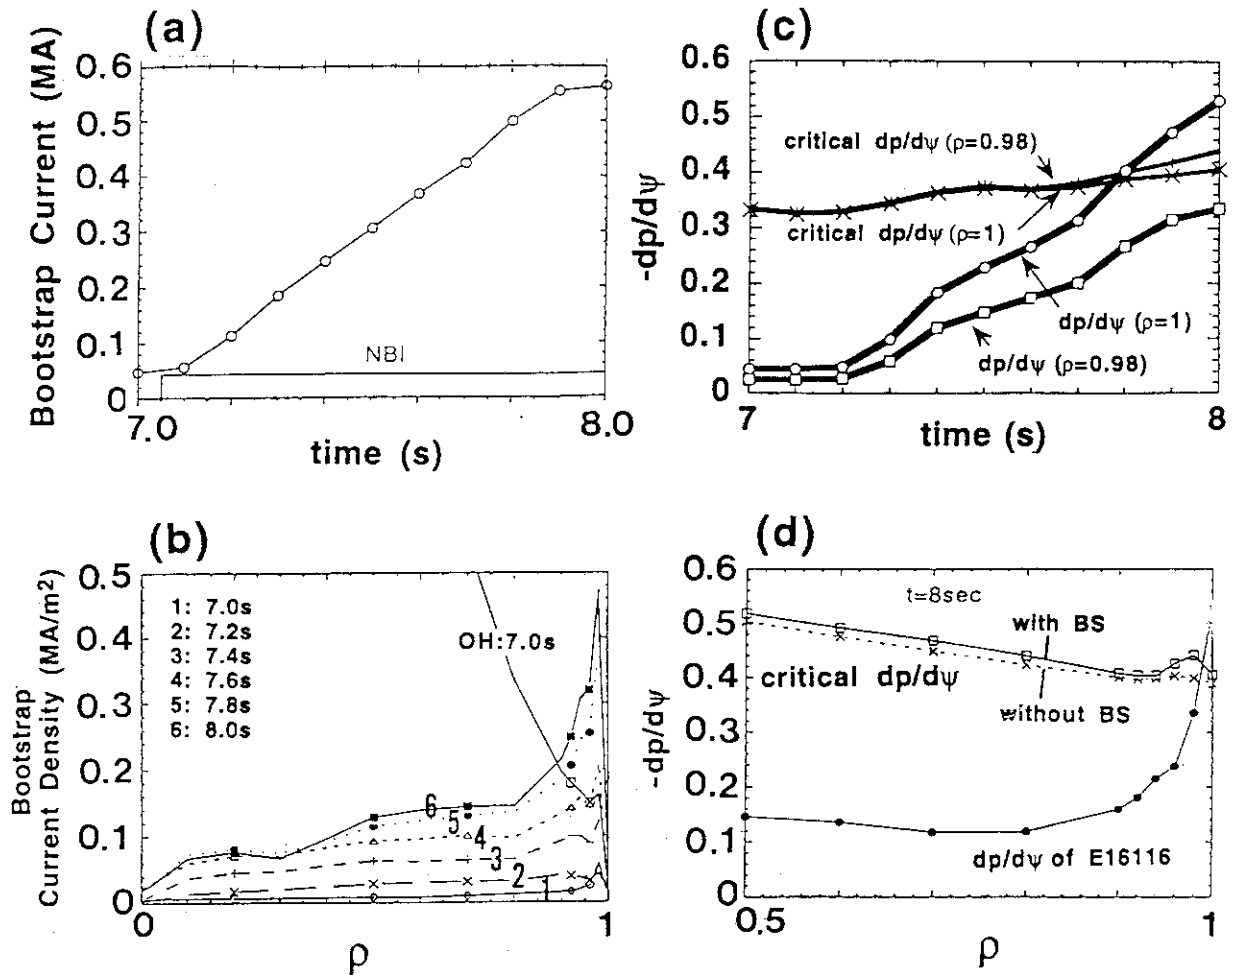 (a)
Bootstrap Current (MA)
0.6
0.5
0.4
0.3
0.2
0.1
0
NBI
7.0
8.0
time (s)
(c)
-dp/dψ
0.6
0.5
0.4
0.3
0.2
0.1
0
critical dp/dψ (ρ=0.98)
critical dp/dψ (ρ=1)
dp/dψ (ρ=1)
dp/dψ (ρ=0.98)
7
8
time (s)
(b)
Bootstrap
Current Density (MA/m2)
0.5
0.4
0.3
0.2
0.1
0
1: 7.0s
2: 7.2s
3: 7.4s
4: 7.6s
5: 7.8s
6: 8.0s
OH:7.0s
6
5
4
3
2
1
0
1
ρ
(d)
-dp/dψ
0.6
0.5
0.4
0.3
0.2
0.1
0
t=8sec
with BS
critical dp/dψ
without BS
dp/dψ of E16116
0.5
1
ρ